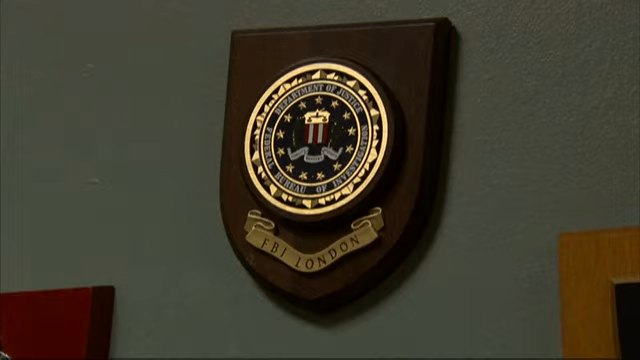 DEPARTMENT OF JUSTICE
FEDERAL BUREAU OF INVESTIGATION
FBI LONDON